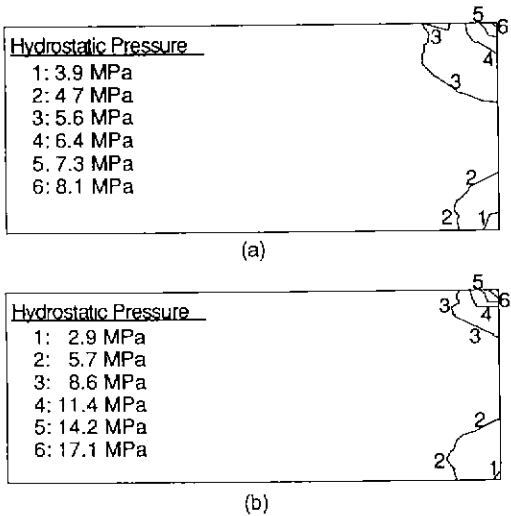 Hydrostatic Pressure
1: 3.9 MPa
2: 4 7 MPa
3: 5.6 MPa
4: 6.4 MPa
5. 7.3 MPa
6: 8.1 MPa
5
6
3
4
3
2
2
1
(a)
Hydrostatic Pressure
1: 2.9 MPa
2: 5.7 MPa
3: 8.6 MPa
4: 11.4 MPa
5: 14.2 MPa
6: 17.1 MPa
5
6
3
4
3
2
2
1
(b)